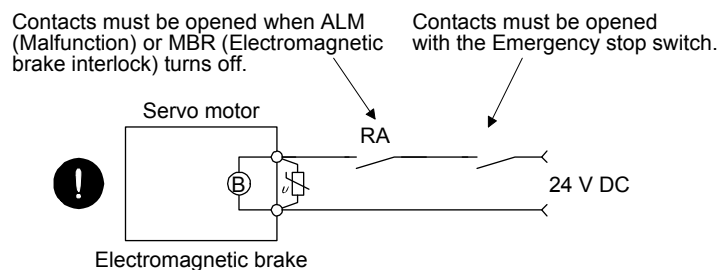 Contacts must be opened when ALM
(Malfunction) or MBR (Electromagnetic
brake interlock) turns off.
Contacts must be opened
with the Emergency stop switch.
Servo motor
RA
B
υ
24 V DC
Electromagnetic brake